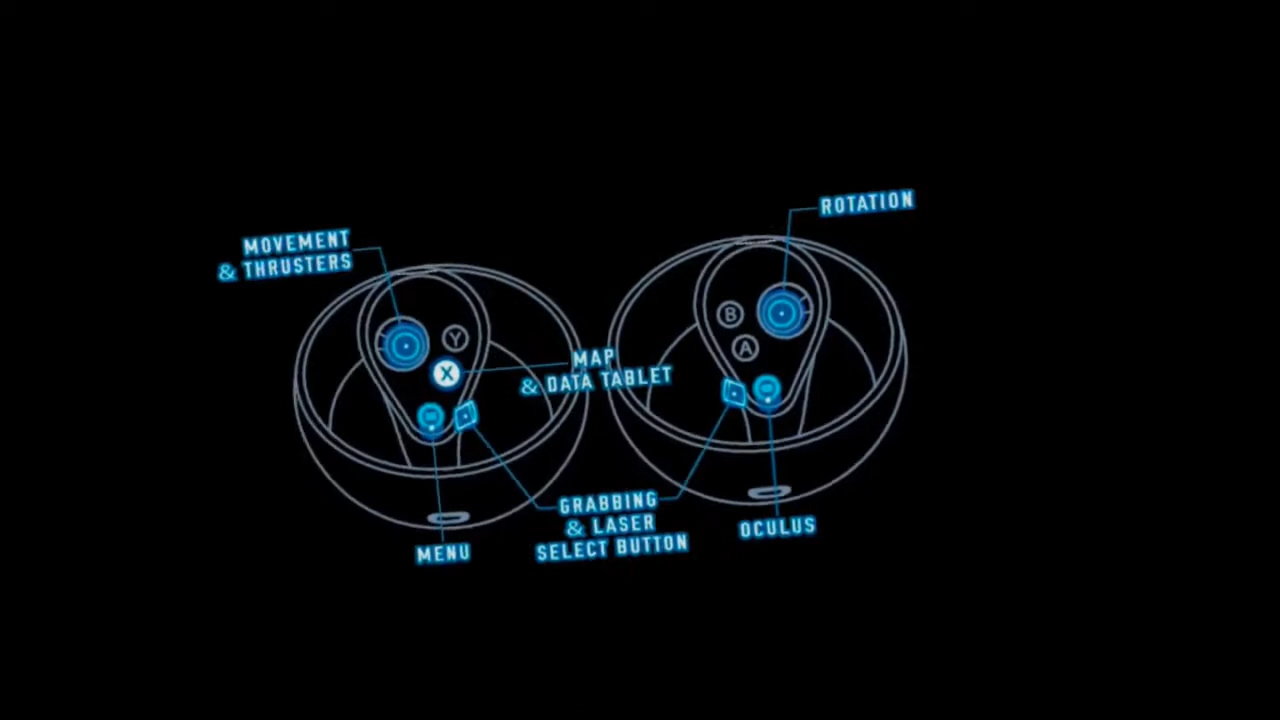 ROTATION
MOVEMENT
& THRUSTERS
B
Y
A
X
MAP
& DATA TABLET
GRABBING
& LASER
SELECT BUTTON
OCULUS
MENU